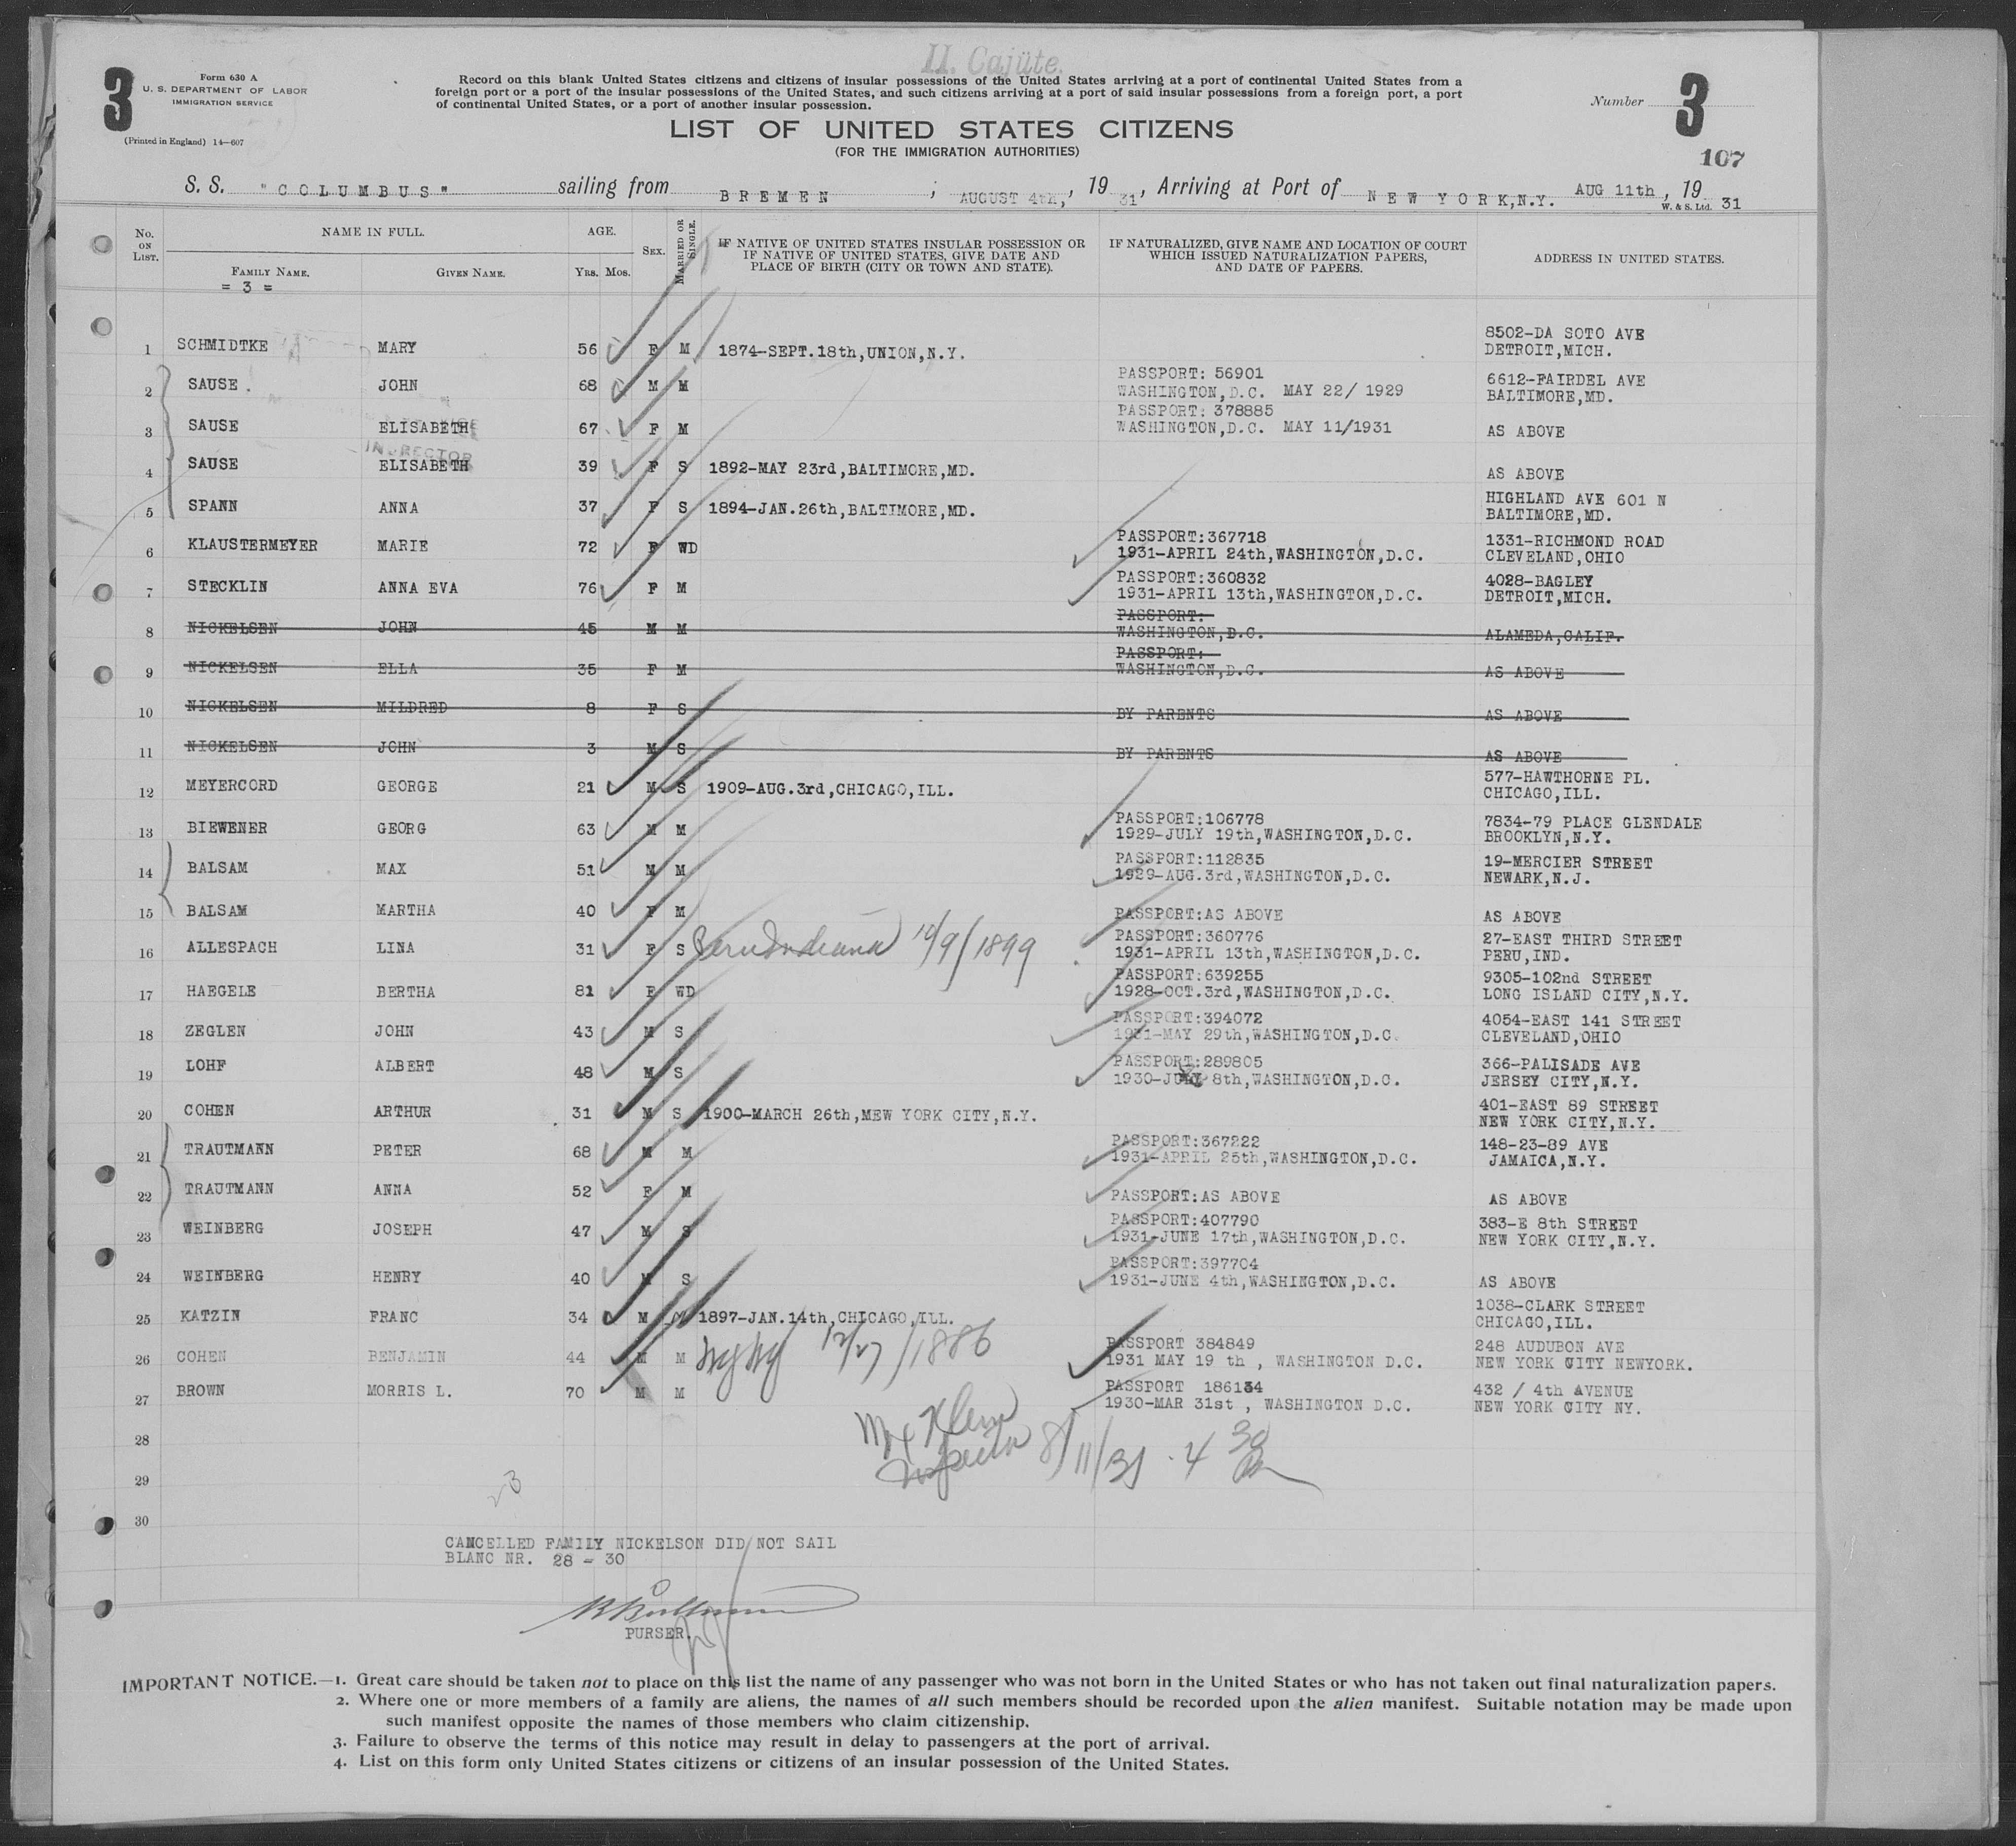 II. Cajüte.
3
Form 630 A
U. S. DEPARTMENT OF LABOR
IMMIGRATION SERVICE
(Printed in England) 14—607
Record on this blank United States citizens and citizens of insular possessions of the United States arriving at a port of continental United States from a
foreign port or a port of the insular possessions of the United States, and such citizens arriving at a port of said insular possessions from a foreign port, a port
of continental United States, or a port of another insular possession.
Number 3
107
LIST OF UNITED STATES CITIZENS
(FOR THE IMMIGRATION AUTHORITIES)
S. S. "COLUMBUS" sailing from BREMEN ; AUGUST 4th, , 19 31, Arriving at Port of NEW YORK,N.Y. AUG 11th , 19 31
W. & S. Ltd.
No. ON LIST.
NAME IN FULL.
FAMILY NAME.
GIVEN NAME.
AGE.
YRS. MOS.
SEX.
MARRIED OR SINGLE.
IF NATIVE OF UNITED STATES INSULAR POSSESSION OR
IF NATIVE OF UNITED STATES, GIVE DATE AND
PLACE OF BIRTH (CITY OR TOWN AND STATE).
IF NATURALIZED, GIVE NAME AND LOCATION OF COURT
WHICH ISSUED NATURALIZATION PAPERS,
AND DATE OF PAPERS.
ADDRESS IN UNITED STATES.
= 3 =
8502-DA SOTO AVE
1 SCHMIDTKE MARY 56 F M 1874-SEPT.18th,UNION,N.Y. DETROIT,MICH.
PASSPORT: 56901 6612-FAIRDEL AVE
2 SAUSE JOHN 68 M M WASHINGTON,D.C. MAY 22/ 1929 BALTIMORE,MD.
PASSPORT: 378885
3 SAUSE ELISABETH 67 F M WASHINGTON,D.C. MAY 11/1931 AS ABOVE
INSPECTOR
4 SAUSE ELISABETH 39 F S 1892-MAY 23rd,BALTIMORE,MD. AS ABOVE
HIGHLAND AVE 601 N
5 SPANN ANNA 37 F S 1894-JAN.26th,BALTIMORE,MD. BALTIMORE,MD.
PASSPORT:367718 1331-RICHMOND ROAD
6 KLAUSTERMEYER MARIE 72 F WD 1931-APRIL 24th,WASHINGTON,D.C. CLEVELAND,OHIO
PASSPORT:360832 4028-BAGLEY
7 STECKLIN ANNA EVA 76 F M 1931-APRIL 13th,WASHINGTON,D.C. DETROIT,MICH.
PASSPORT:
8 NICKELSEN JOHN 45 M M WASHINGTON,D.C. ALAMEDA,CALIF.
PASSPORT:
9 NICKELSEN ELLA 35 F M WASHINGTON,D.C. AS ABOVE
10 NICKELSEN MILDRED 8 F S BY PARENTS AS ABOVE
11 NICKELSEN JOHN 3 M S BY PARENTS AS ABOVE
577-HAWTHORNE PL.
12 MEYERCORD GEORGE 21 M S 1909-AUG.3rd,CHICAGO,ILL. CHICAGO,ILL.
PASSPORT:106778 7834-79 PLACE GLENDALE
13 BIEWENER GEORG 63 M M 1929-JULY 19th,WASHINGTON,D.C. BROOKLYN,N.Y.
PASSPORT:112835 19-MERCIER STREET
14 BALSAM MAX 51 M M 1929-AUG.3rd,WASHINGTON,D.C. NEWARK,N.J.
15 BALSAM MARTHA 40 F M PASSPORT:AS ABOVE AS ABOVE
PASSPORT:360776 27-EAST THIRD STREET
16 ALLESPACH LINA 31 F S Peru Indiana 10/9/1899 1931-APRIL 13th,WASHINGTON,D.C. PERU,IND.
PASSPORT:639255 9305-102nd STREET
17 HAEGELE BERTHA 81 F WD 1928-OCT.3rd,WASHINGTON,D.C. LONG ISLAND CITY,N.Y.
PASSPORT:394072 4054-EAST 141 STREET
18 ZEGLEN JOHN 43 M S 1931-MAY 29th,WASHINGTON,D.C. CLEVELAND,OHIO
PASSPORT:289805 366-PALISADE AVE
19 LOHF ALBERT 48 M S 1930-JULY 8th,WASHINGTON,D.C. JERSEY CITY,N.Y.
401-EAST 89 STREET
20 COHEN ARTHUR 31 M S 1900-MARCH 26th,MEW YORK CITY,N.Y. NEW YORK CITY,N.Y.
PASSPORT:367222 148-23-89 AVE
21 TRAUTMANN PETER 68 M M 1931-APRIL 25th,WASHINGTON,D.C. JAMAICA,N.Y.
22 TRAUTMANN ANNA 52 F M PASSPORT:AS ABOVE AS ABOVE
PASSPORT:407790 383-E 8th STREET
23 WEINBERG JOSEPH 47 M S 1931-JUNE 17th,WASHINGTON,D.C. NEW YORK CITY,N.Y.
PASSPORT:397704
24 WEINBERG HENRY 40 M S 1931-JUNE 4th,WASHINGTON,D.C. AS ABOVE
1038-CLARK STREET
25 KATZIN FRANC 34 M M 1897-JAN.14th,CHICAGO,ILL. CHICAGO,ILL.
PASSPORT 384849 248 AUDUBON AVE
26 COHEN BENJAMIN 44 M M NY NY 12/27/1886 1931 MAY 19 th , WASHINGTON D.C. NEW YORK CITY NEWYORK.
PASSPORT 186134 432 / 4th AVENUE
27 BROWN MORRIS L. 70 M M 1930-MAR 31st , WASHINGTON D.C. NEW YORK CITY NY.
28
Klein
Inspector 8/11/31 . 4 30
29
23
30
CANCELLED FAMILY NICKELSON DID NOT SAIL
BLANC NR. 28 - 30
PURSER.
IMPORTANT NOTICE.—1. Great care should be taken not to place on this list the name of any passenger who was not born in the United States or who has not taken out final naturalization papers.
2. Where one or more members of a family are aliens, the names of all such members should be recorded upon the alien manifest. Suitable notation may be made upon
such manifest opposite the names of those members who claim citizenship.
3. Failure to observe the terms of this notice may result in delay to passengers at the port of arrival.
4. List on this form only United States citizens or citizens of an insular possession of the United States.